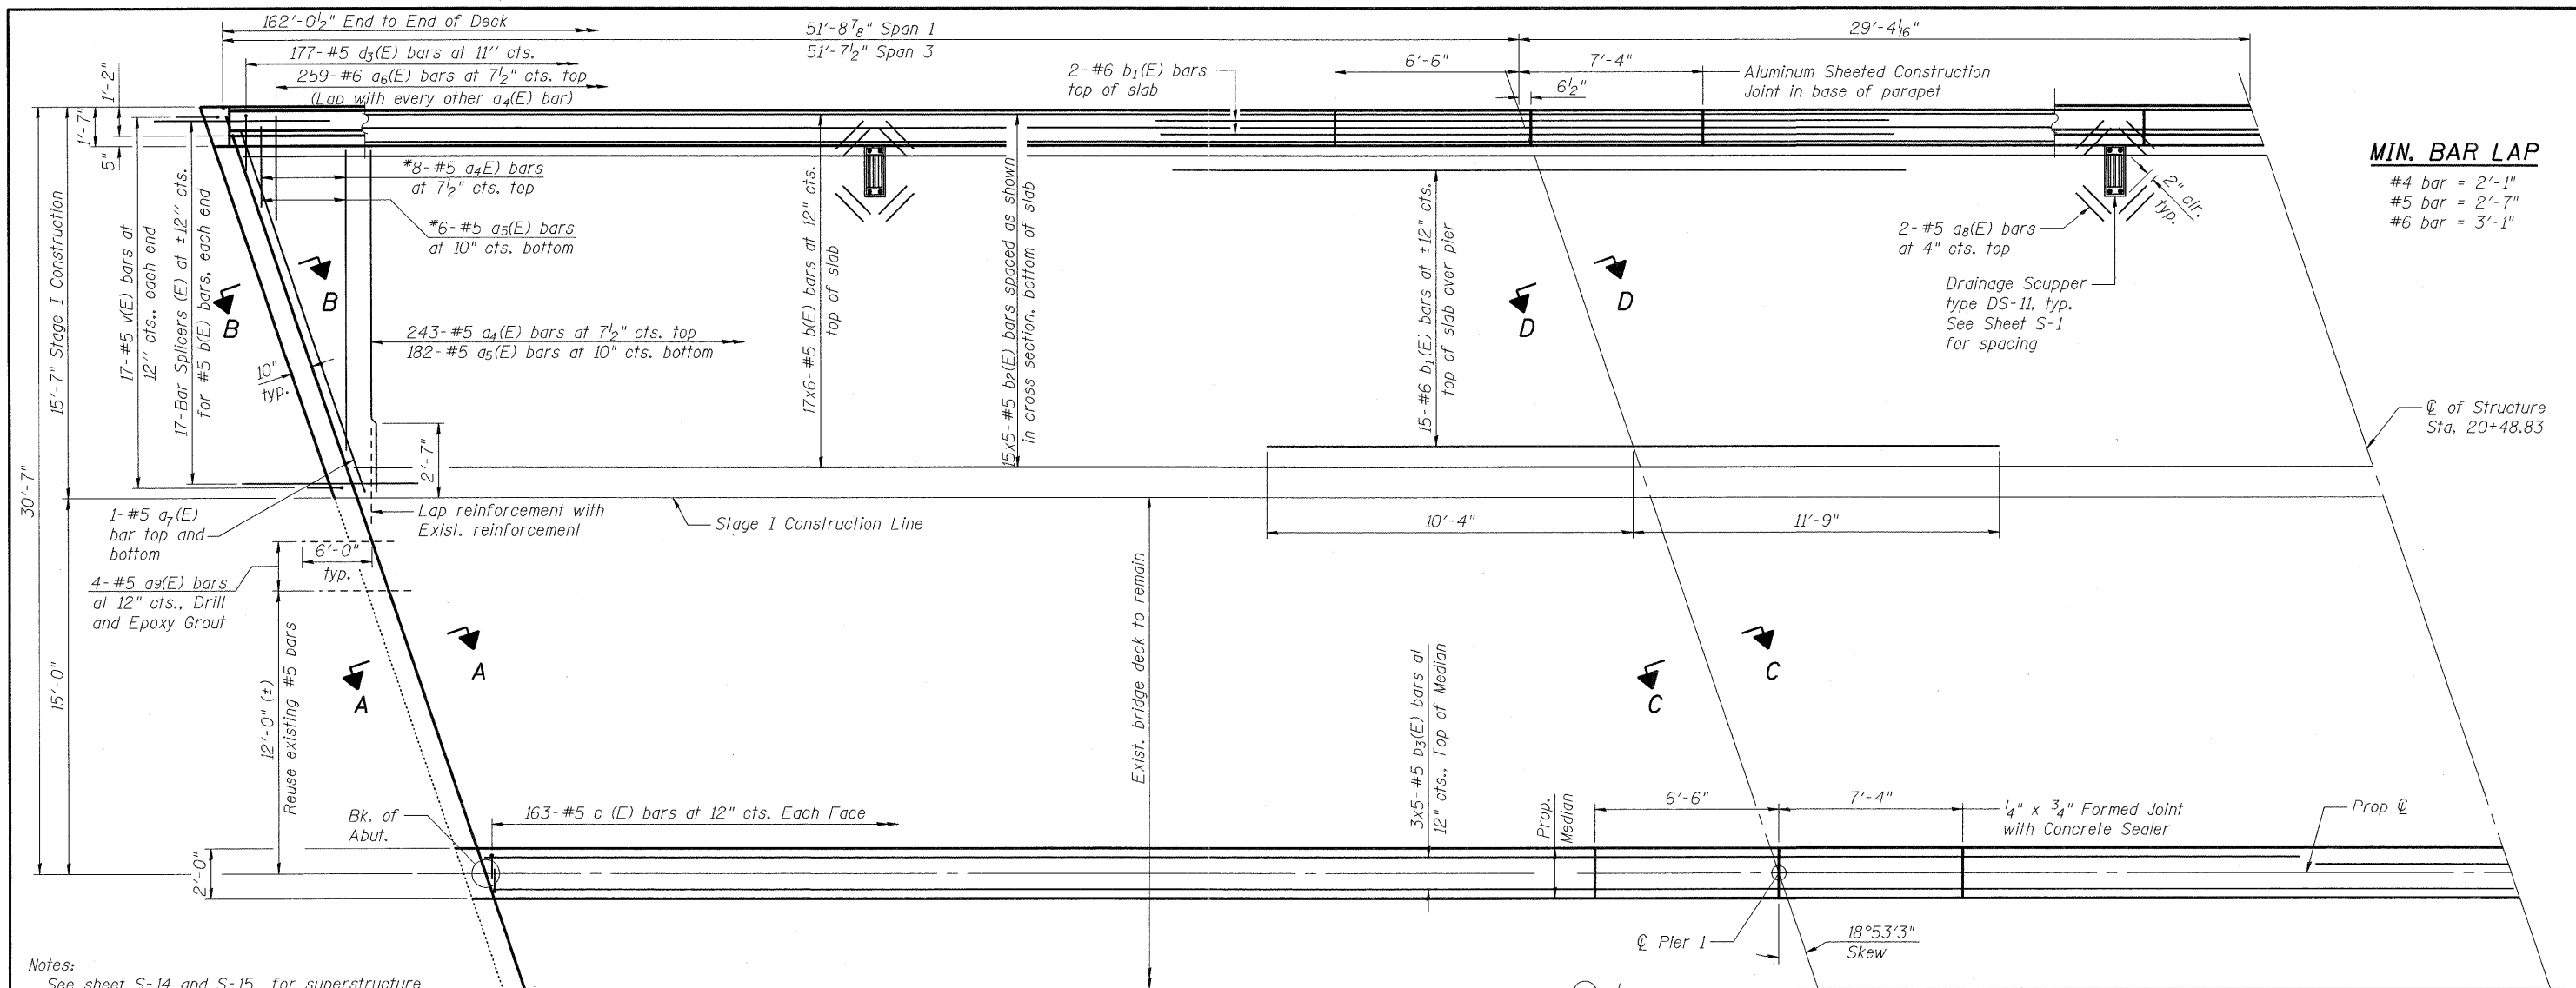 162'-0½" End to End of Deck
51'-8⅞" Span 1
51'-7½" Span 3
29'-4 1/16"
177-#5 d3(E) bars at 11" cts.
259-#6 a6(E) bars at 7½" cts. top
(Lap with every other a4(E) bar)
2-#6 b1(E) bars
top of slab
6'-6"
7'-4"
6½"
Aluminum Sheeted Construction
Joint in base of parapet
1'-2"
1'-7"
5"
MIN. BAR LAP
#4 bar = 2'-1"
#5 bar = 2'-7"
#6 bar = 3'-1"
*8-#5 a4E) bars
at 7½" cts. top
*6-#5 a5(E) bars
at 10" cts. bottom
2" clr.
typ.
2-#5 a8(E) bars
at 4" cts. top
Drainage Scupper
type DS-11, typ.
See Sheet S-1
for spacing
30'-7"
15'-7" Stage I Construction
17-#5 v(E) bars at
12" cts., each end
17-Bar Splicers (E) at ±12" cts.
for #5 b(E) bars, each end
B
B
10"
typ.
243-#5 a4(E) bars at 7½" cts. top
182-#5 a5(E) bars at 10" cts. bottom
17x6-#5 b(E) bars at 12" cts.
top of slab
15x5-#5 b2(E) bars spaced as shown
in cross section, bottom of slab
15-#6 b1(E) bars at ±12" cts.
top of slab over pier
D
D
℄ of Structure
Sta. 20+48.83
2'-7"
1-#5 a7(E)
bar top and
bottom
Lap reinforcement with
Exist. reinforcement
Stage I Construction Line
10'-4"
11'-9"
6'-0"
typ.
4-#5 a9(E) bars
at 12" cts., Drill
and Epoxy Grout
15'-0"
12'-0" (±)
Reuse existing #5 bars
A
A
Exist. bridge deck to remain
3x5-#5 b3(E) bars at
12" cts., Top of Median
C
C
Bk. of
Abut.
163-#5 c (E) bars at 12" cts. Each Face
Prop.
Median
6'-6"
7'-4"
¼" x ¾" Formed Joint
with Concrete Sealer
Prop ℄
2'-0"
℄ Pier 1
18°53'3"
Skew
Notes:
See sheet S-14 and S-15 for superstructure